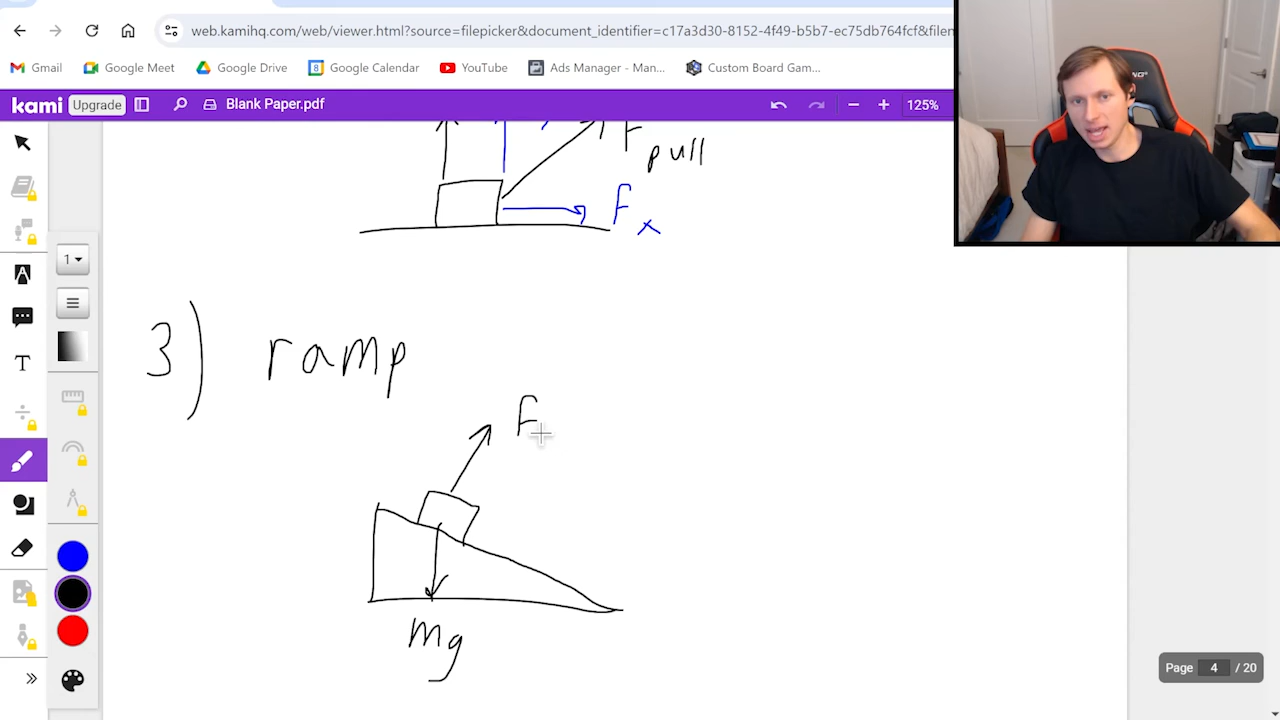 web.kamihq.com/web/viewer.html?source=filepicker&document_identifier=c17a3d30-8152-4f49-b5b7-ec75db764fcf&filen
Gmail
Google Meet
Google Drive
8
Google Calendar
YouTube
Ads Manager - Man...
Custom Board Gam...
kami
Upgrade
Blank Paper.pdf
125%
F pull
F x
1
A
T
3) ramp
F
mg
Page 4 / 20